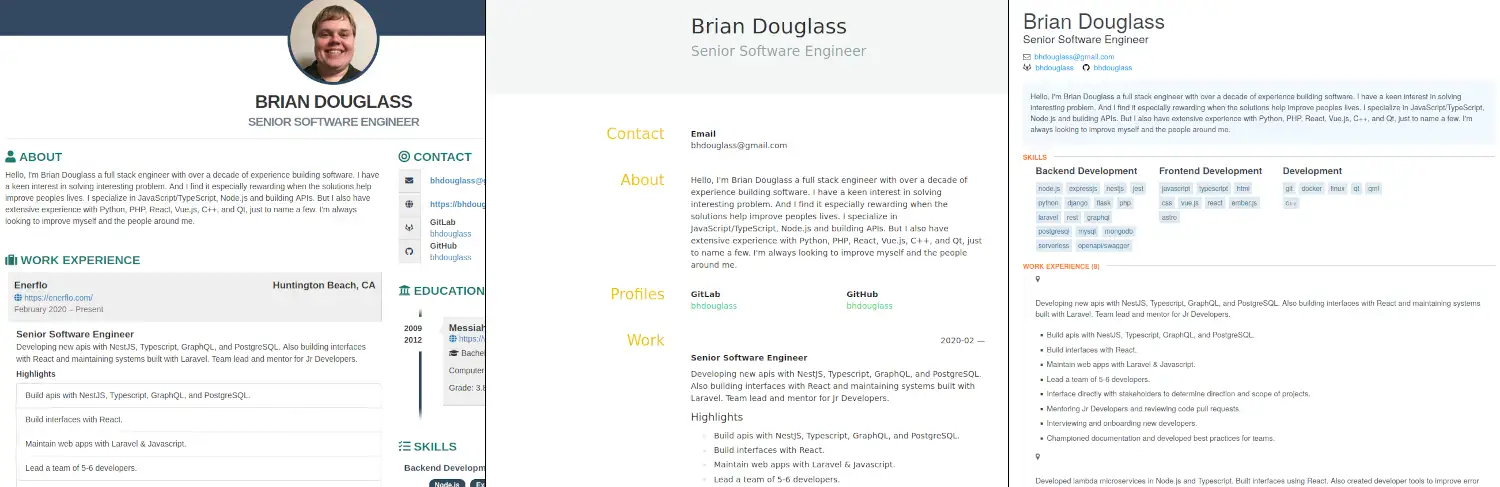 BRIAN DOUGLASS
SENIOR SOFTWARE ENGINEER
ABOUT
Hello, I'm Brian Douglass a full stack engineer with over a decade of experience building software. I have
a keen interest in solving interesting problem. And I find it especially rewarding when the solutions help
improve peoples lives. I specialize in JavaScript/TypeScript, Node.js and building APIs. But I also have
extensive experience with Python, PHP, React, Vue.js, C++, and Qt, just to name a few. I'm always
looking to improve myself and the people around me.
WORK EXPERIENCE
Enerflo
Huntington Beach, CA
https://enerflo.com/
February 2020 – Present
Senior Software Engineer
Developing new apis with NestJS, Typescript, GraphQL, and PostgreSQL. Also building interfaces
with React and maintaining systems built with Laravel. Team lead and mentor for Jr Developers.
Highlights
Build apis with NestJS, Typescript, GraphQL, and PostgreSQL.
Build interfaces with React.
Maintain web apps with Laravel & Javascript.
Lead a team of 5-6 developers.
CONTACT
bhdouglass@g
https://bhdoug
GitLab
bhdouglass
GitHub
bhdouglass
EDUCATION
2009
2012
Messiah
https://
Bache
Computer
Grade: 3.8
SKILLS
Backend Developm
Node.js
Ex
Brian Douglass
Senior Software Engineer
Contact
Email
bhdouglass@gmail.com
About
Hello, I'm Brian Douglass a full stack engineer with over a decade of
experience building software. I have a keen interest in solving
interesting problem. And I find it especially rewarding when the
solutions help improve peoples lives. I specialize in
JavaScript/TypeScript, Node.js and building APIs. But I also have
extensive experience with Python, PHP, React, Vue.js, C++, and Qt, just
to name a few. I'm always looking to improve myself and the people
around me.
Profiles
GitLab
bhdouglass
GitHub
bhdouglass
Work
2020-02 —
Senior Software Engineer
Developing new apis with NestJS, Typescript, GraphQL, and PostgreSQL.
Also building interfaces with React and maintaining systems built with
Laravel. Team lead and mentor for Jr Developers.
Highlights
Build apis with NestJS, Typescript, GraphQL, and PostgreSQL.
Build interfaces with React.
Maintain web apps with Laravel & Javascript.
Lead a team of 5-6 developers.
Brian Douglass
Senior Software Engineer
bhdouglass@gmail.com
bhdouglass bhdouglass
Hello, I'm Brian Douglass a full stack engineer with over a decade of experience building software. I have a keen interest in solving
interesting problem. And I find it especially rewarding when the solutions help improve peoples lives. I specialize in JavaScript/TypeScript,
Node.js and building APIs. But I also have extensive experience with Python, PHP, React, Vue.js, C++, and Qt, just to name a few. I'm
always looking to improve myself and the people around me.
SKILLS
Backend Development
node.js expressjs nestjs jest
python django flask php
laravel rest graphql
postgresql mysql mongodb
serverless openapi/swagger
Frontend Development
javascript typescript html
css vue.js react ember.js
astro
Development
git docker linux qt qml
c++
WORK EXPERIENCE (8)
Developing new apis with NestJS, Typescript, GraphQL, and PostgreSQL. Also building interfaces with React and maintaining systems
built with Laravel. Team lead and mentor for Jr Developers.
Build apis with NestJS, Typescript, GraphQL, and PostgreSQL.
Build interfaces with React.
Maintain web apps with Laravel & Javascript.
Lead a team of 5-6 developers.
Interface directly with stakeholders to determine direction and scope of projects.
Mentoring Jr Developers and reviewing code pull requests.
Interviewing and onboarding new developers.
Championed documentation and developed best practices for teams.
Developed lambda microservices in Node.js and Typescript. Built interfaces using React. Also created developer tools to improve error